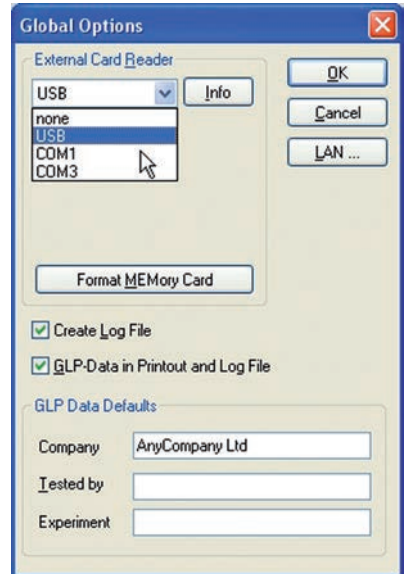 Global Options
External Card Reader
USB
Info
none
USB
COM1
COM3
Format MEMory Card
OK
Cancel
LAN ...
Create Log File
GLP-Data in Printout and Log File
GLP Data Defaults
Company AnyCompany Ltd
Tested by
Experiment